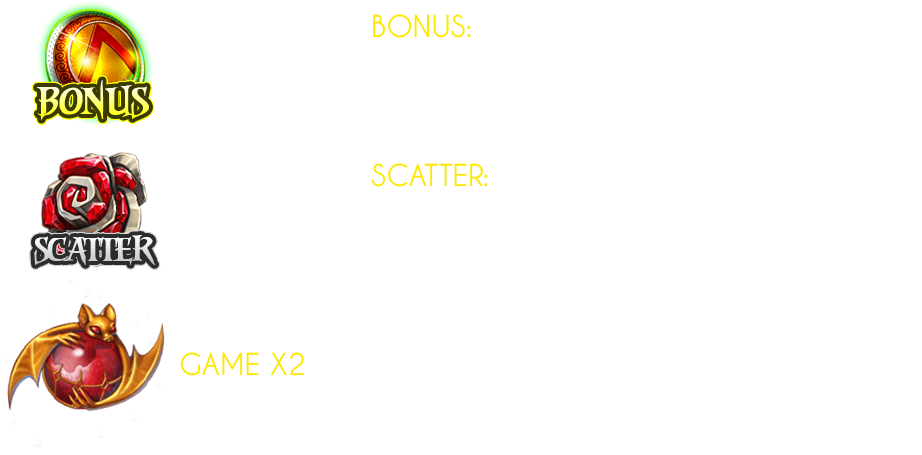 BONUS:
BONUS
SCATTER:
SCATTER
GAME X2